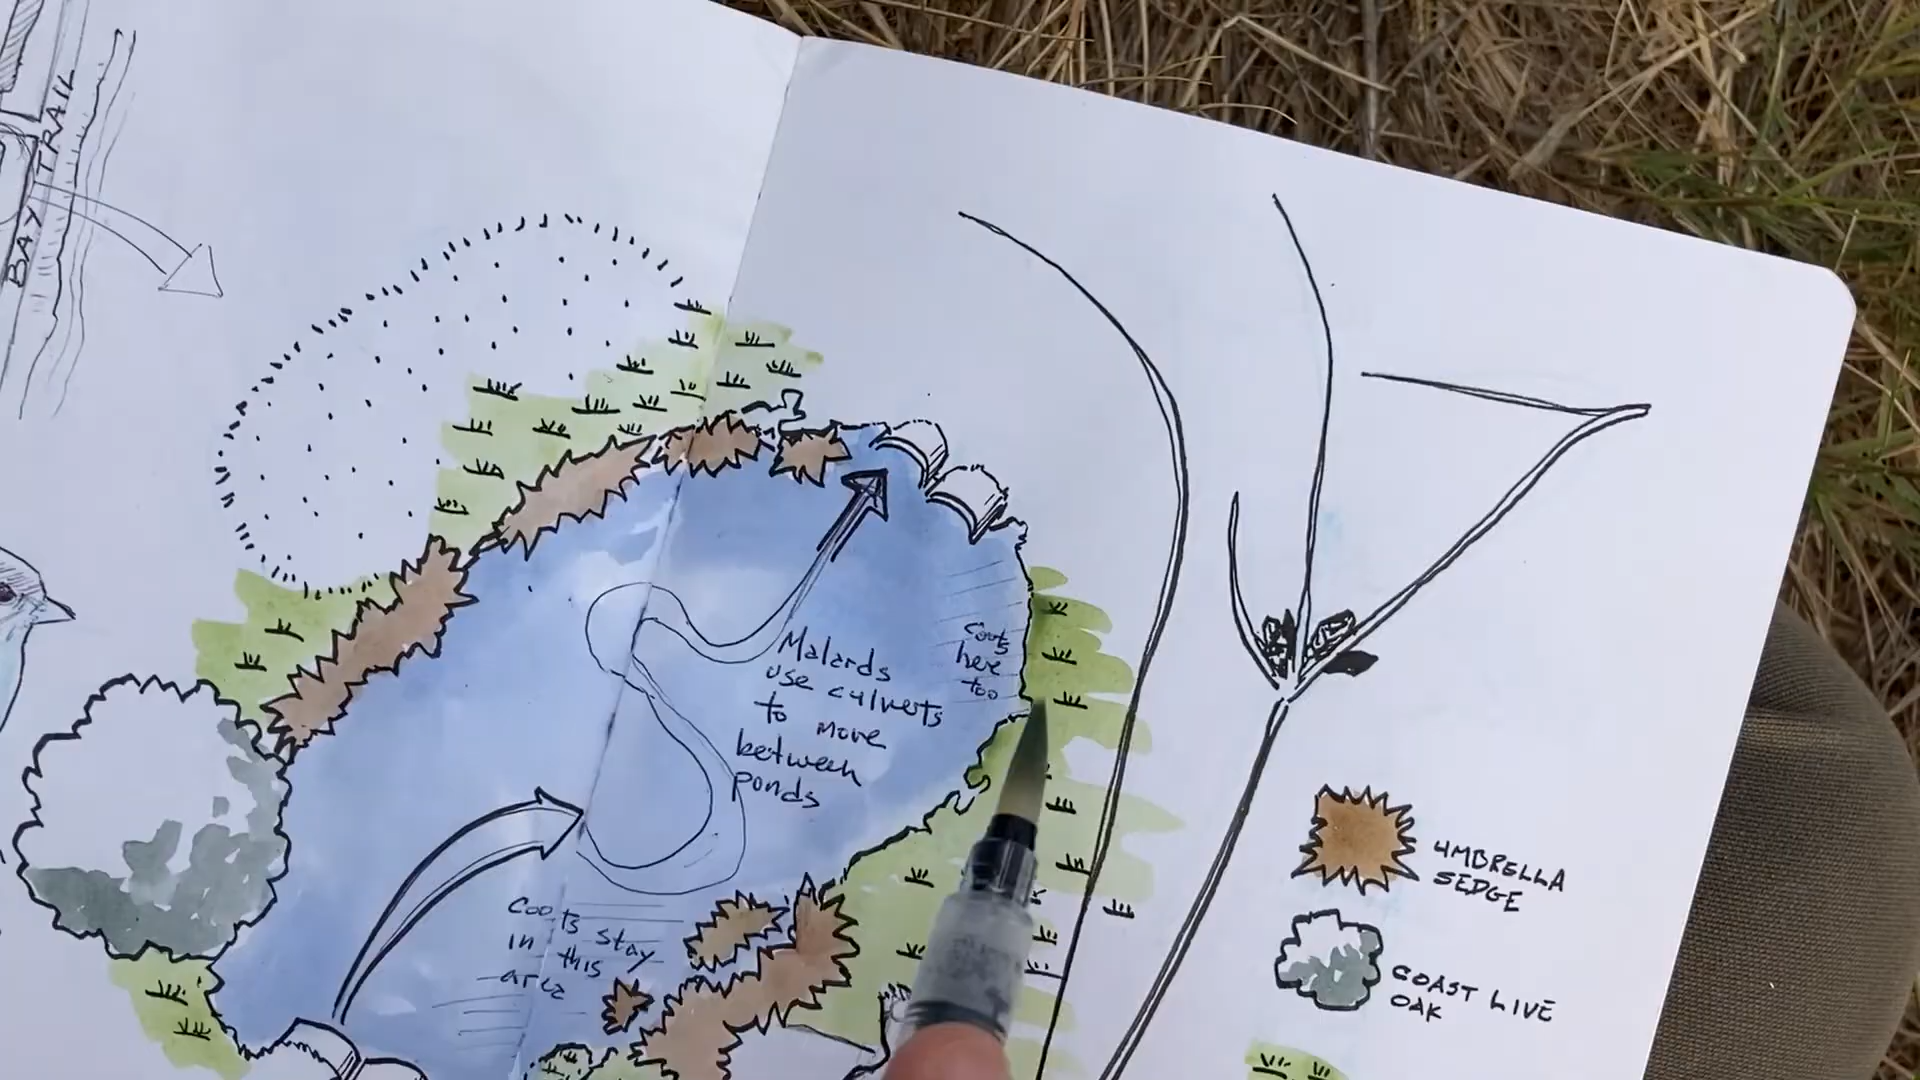 BAY TRAIL
Malards
use culverts
to move
between
ponds
Coots
here
too
Coots stay
in this
area
UMBRELLA
SEDGE
COAST LIVE
OAK